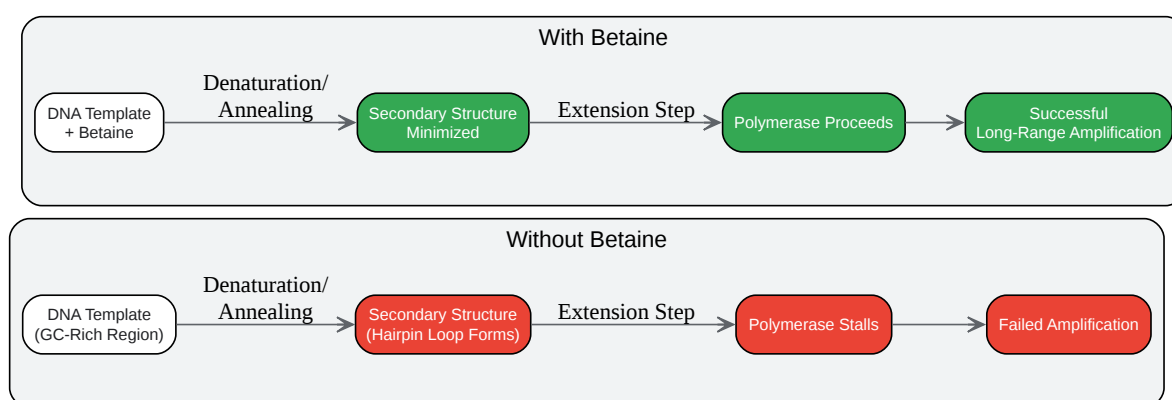 With Betaine
DNA Template
+ Betaine
Denaturation/
Annealing
Secondary Structure
Minimized
Extension Step
Polymerase Proceeds
Successful
Long-Range Amplification
Without Betaine
DNA Template
(GC-Rich Region)
Denaturation/
Annealing
Secondary Structure
(Hairpin Loop Forms)
Extension Step
Polymerase Stalls
Failed Amplification